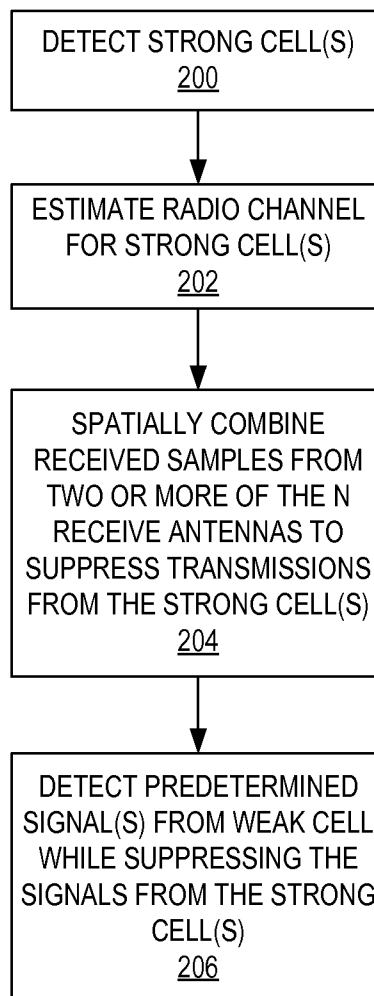 DETECT STRONG CELL(S)
200
ESTIMATE RADIO CHANNEL
FOR STRONG CELL(S)
202
SPATIALLY COMBINE
RECEIVED SAMPLES FROM
TWO OR MORE OF THE N
RECEIVE ANTENNAS TO
SUPPRESS TRANSMISSIONS
FROM THE STRONG CELL(S)
204
DETECT PREDETERMINED
SIGNAL(S) FROM WEAK CELL
WHILE SUPPRESSING THE
SIGNALS FROM THE STRONG
CELL(S)
206